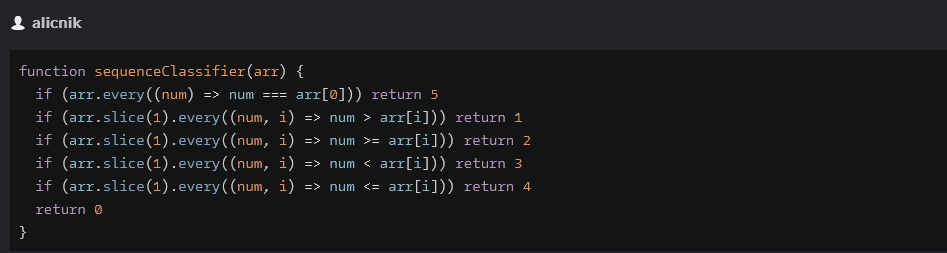 alicnik
function sequenceClassifier(arr) {
  if (arr.every((num) => num === arr[0])) return 5
  if (arr.slice(1).every((num, i) => num > arr[i])) return 1
  if (arr.slice(1).every((num, i) => num >= arr[i])) return 2
  if (arr.slice(1).every((num, i) => num < arr[i])) return 3
  if (arr.slice(1).every((num, i) => num <= arr[i])) return 4
  return 0
}